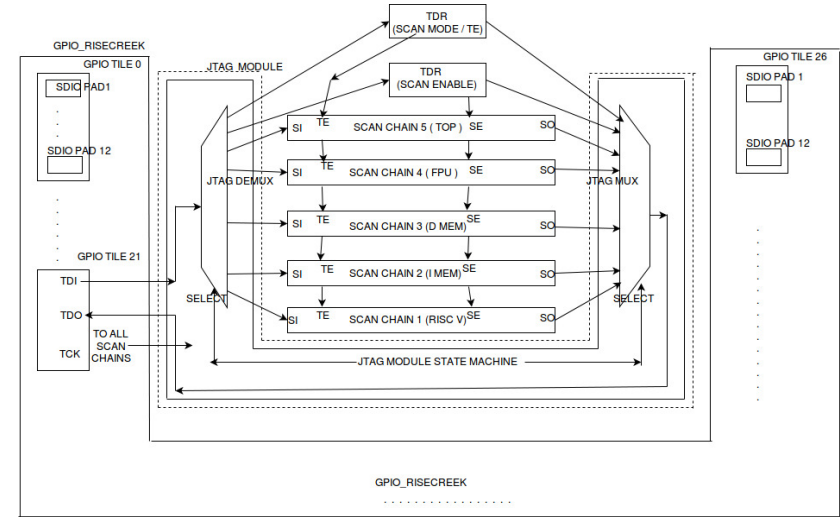 TDR
(SCAN MODE / TE)
GPIO_RISECREEK
GPIO TILE 0
SDIO PAD1
SDIO PAD 12
JTAG MODULE
TDR
(SCAN ENABLE)
GPIO TILE 26
SDIO PAD 1
SDIO PAD 12
TE
SI SCAN CHAIN 5 ( TOP ) SE SO
TE
SI SCAN CHAIN 4 ( FPU ) SE SO
JTAG DEMUX
JTAG MUX
TE
SI SCAN CHAIN 3 (D MEM) SE SO
TE
SI SCAN CHAIN 2 (I MEM) SE SO
TE
SI SCAN CHAIN 1 (RISC V) SE SO
GPIO TILE 21
TDI
TDO
TCK
TO ALL
SCAN
CHAINS
SELECT
SELECT
JTAG MODULE STATE MACHINE
GPIO_RISECREEK